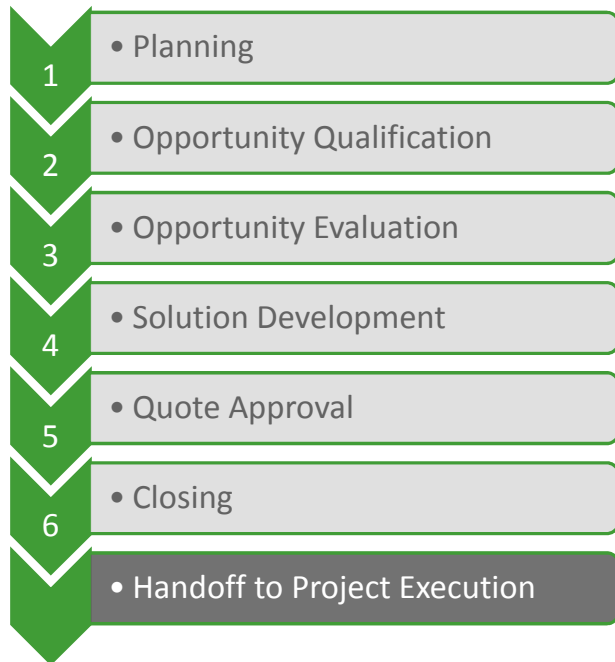 1
• Planning
2
• Opportunity Qualification
3
• Opportunity Evaluation
4
• Solution Development
5
• Quote Approval
6
• Closing
• Handoff to Project Execution